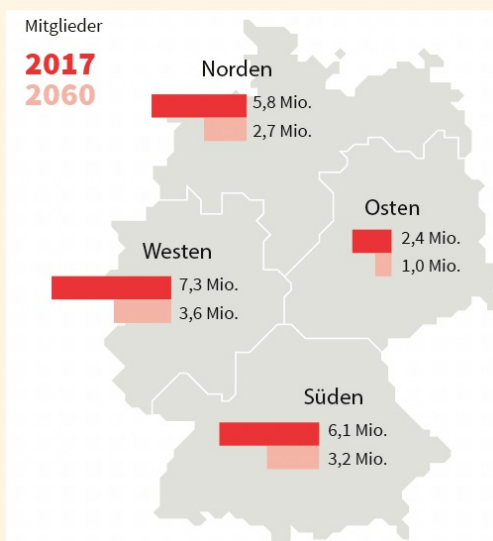 Mitglieder
2017
2060
Norden
5,8 Mio.
2,7 Mio.
Osten
2,4 Mio.
1,0 Mio.
Westen
7,3 Mio.
3,6 Mio.
Süden
6,1 Mio.
3,2 Mio.